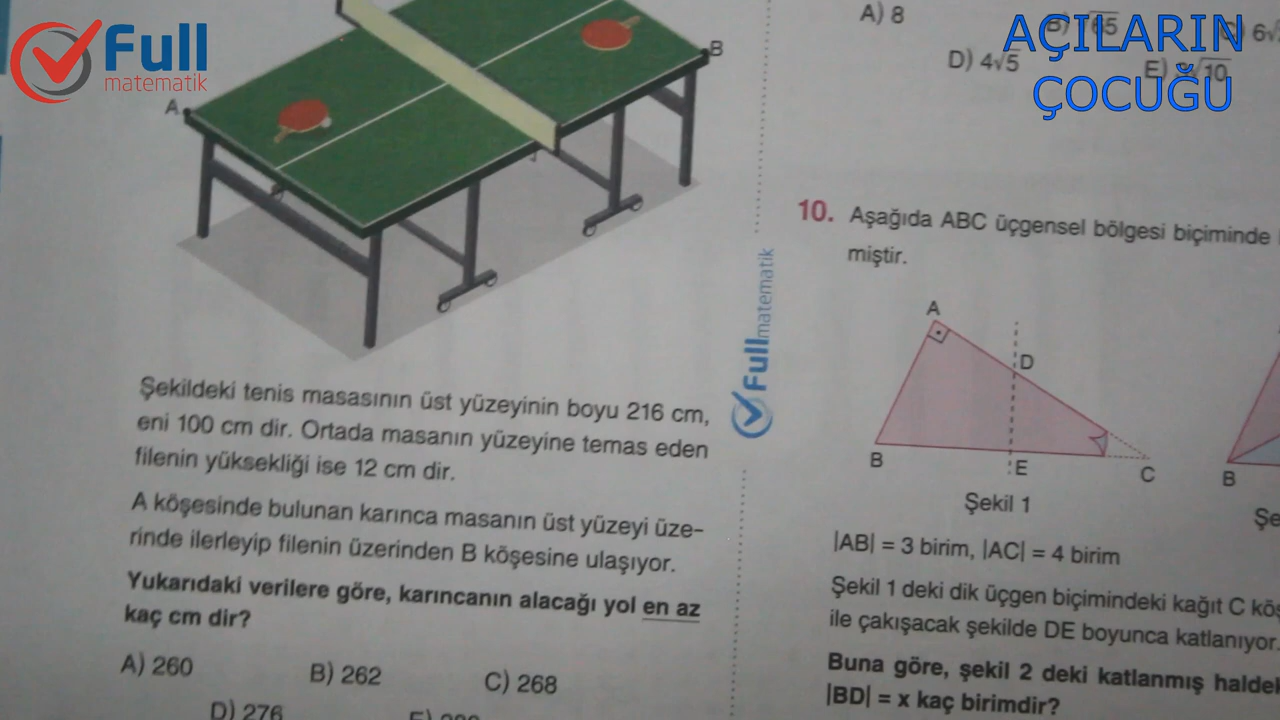 Full
matematik
A
B
Şekildeki tenis masasının üst yüzeyinin boyu 216 cm,
eni 100 cm dir. Ortada masanın yüzeyine temas eden
filenin yüksekliği ise 12 cm dir.
A köşesinde bulunan karınca masanın üst yüzeyi üze-
rinde ilerleyip filenin üzerinden B köşesine ulaşıyor.
Yukarıdaki verilere göre, karıncanın alacağı yol en az
kaç cm dir?
A) 260 B) 262 C) 268
D) 276
Fullmatematik
AÇILARIN
ÇOCUĞU
A) 8
D) 4√5
10. Aşağıda ABC üçgensel bölgesi biçiminde
miştir.
A
D
B
E
C
B
Şekil 1
|AB| = 3 birim, |AC| = 4 birim
Şekil 1 deki dik üçgen biçimindeki kağıt C
ile çakışacak şekilde DE boyunca katlanıyor.
Buna göre, şekil 2 deki katlanmış
|BD| = x kaç birimdir?